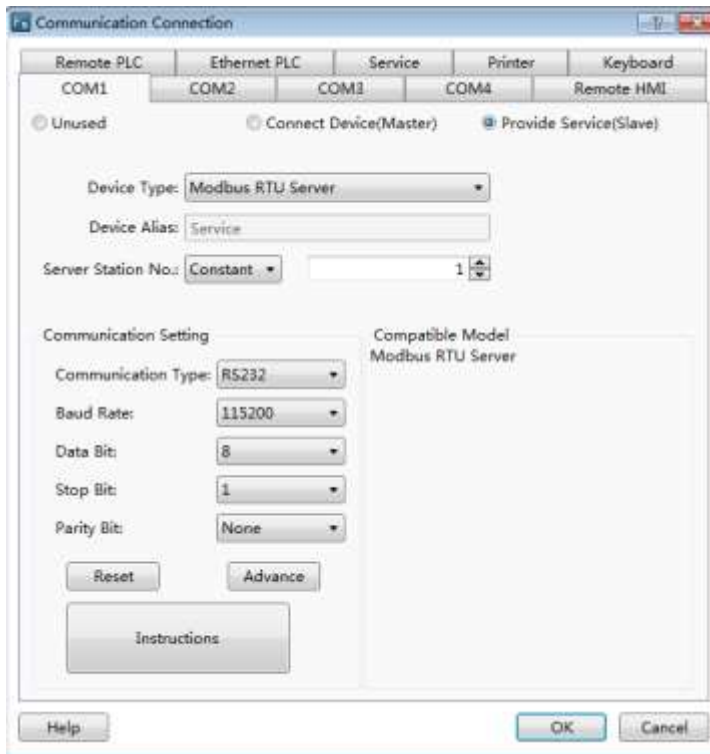 Communication Connection
Remote PLC Ethernet PLC Service Printer Keyboard
COM1 COM2 COM3 COM4 Remote HMI
Unused Connect Device(Master) Provide Service(Slave)
Device Type: Modbus RTU Server
Device Alias: Service
Server Station No.: Constant 1
Communication Setting
Communication Type: RS232
Baud Rate: 115200
Data Bit: 8
Stop Bit: 1
Parity Bit: None
Reset Advance
Instructions
Compatible Model
Modbus RTU Server
Help OK Cancel